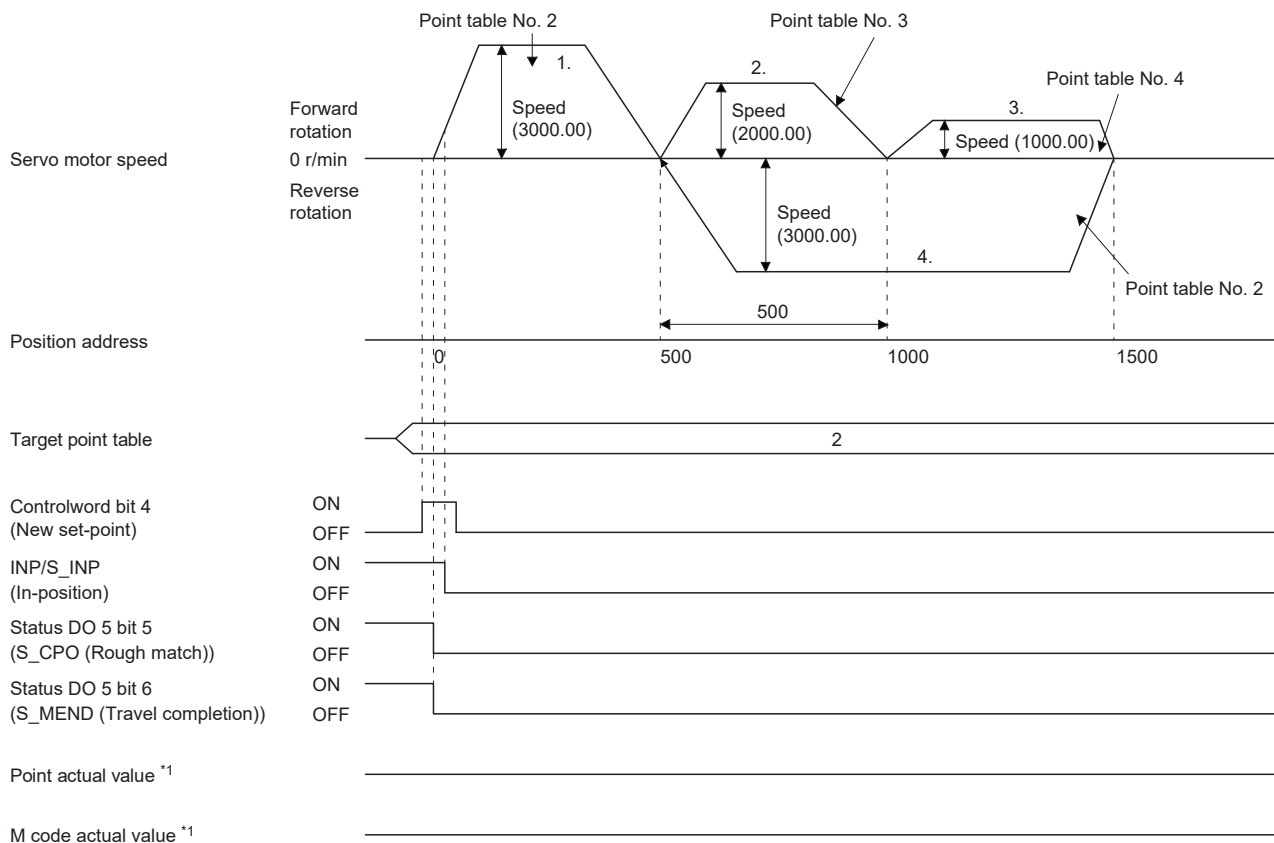 Point table No. 2
Point table No. 3
Point table No. 4
1.
2.
3.
Forward
rotation
Speed
(3000.00)
Speed
(2000.00)
Speed (1000.00)
Servo motor speed
0 r/min
Reverse
rotation
Speed
(3000.00)
4.
Point table No. 2
500
Position address
0
500
1000
1500
Target point table
2
Controlword bit 4
(New set-point)
ON
OFF
INP/S_INP
(In-position)
ON
OFF
Status DO 5 bit 5
(S_CPO (Rough match))
ON
OFF
Status DO 5 bit 6
(S_MEND (Travel completion))
ON
OFF
Point actual value *1
M code actual value *1